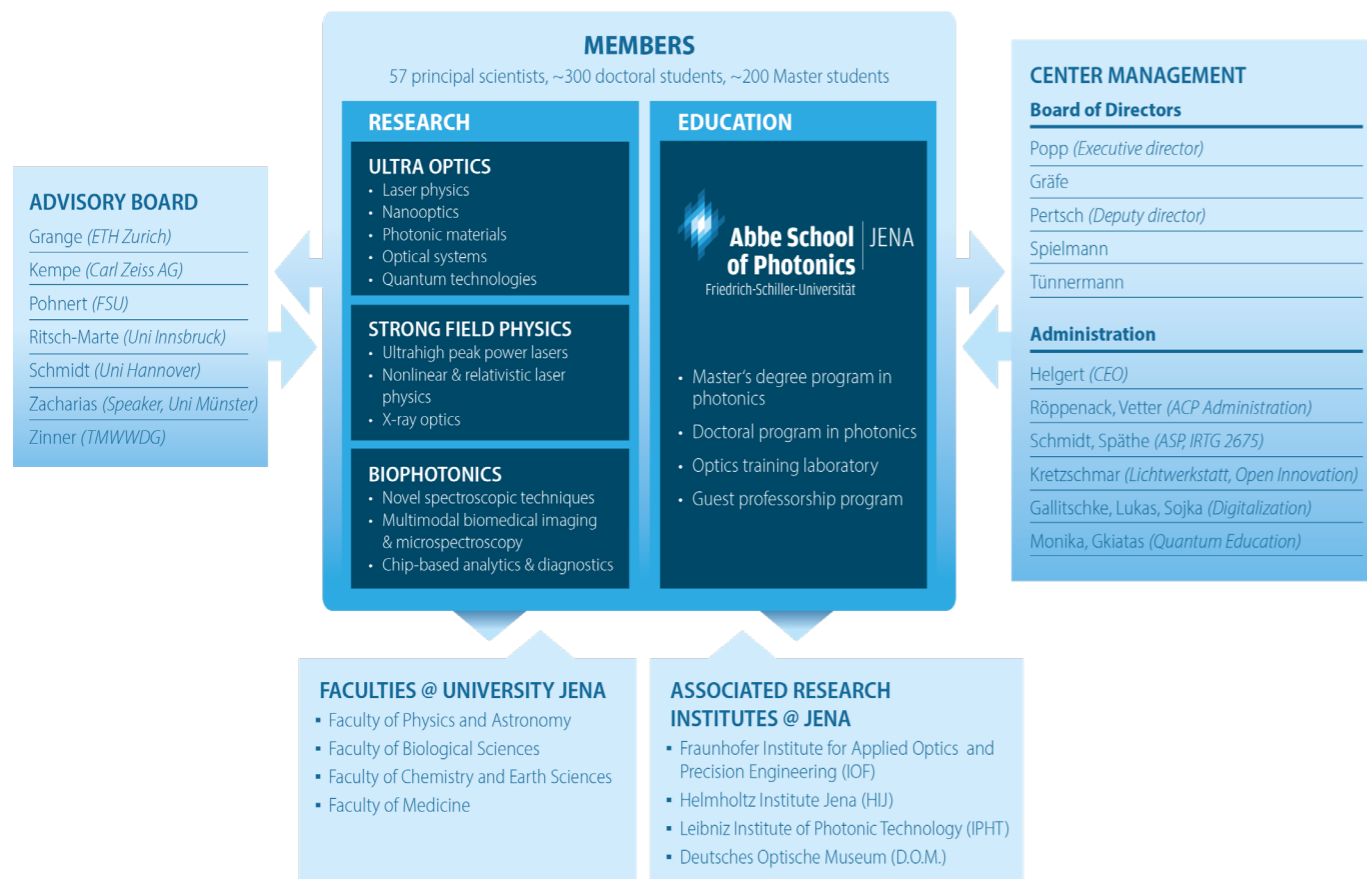 MEMBERS
57 principal scientists, ~300 doctoral students, ~200 Master students
RESEARCH
ULTRA OPTICS
• Laser physics
• Nanooptics
• Photonic materials
• Optical systems
• Quantum technologies
STRONG FIELD PHYSICS
• Ultrahigh peak power lasers
• Nonlinear & relativistic laser
physics
• X-ray optics
BIOPHOTONICS
• Novel spectroscopic techniques
• Multimodal biomedical imaging
& microspectroscopy
• Chip-based analytics & diagnostics
EDUCATION
Abbe School | JENA
of Photonics
Friedrich-Schiller-Universität
• Master's degree program in
photonics
• Doctoral program in photonics
• Optics training laboratory
• Guest professorship program
ADVISORY BOARD
Grange (ETH Zurich)
Kempe (Carl Zeiss AG)
Pohnert (FSU)
Ritsch-Marte (Uni Innsbruck)
Schmidt (Uni Hannover)
Zacharias (Speaker, Uni Münster)
Zinner (TMWWDG)
CENTER MANAGEMENT
Board of Directors
Popp (Executive director)
Gräfe
Pertsch (Deputy director)
Spielmann
Tünnermann
Administration
Helgert (CEO)
Röppenack, Vetter (ACP Administration)
Schmidt, Späthe (ASP, IRTG 2675)
Kretzschmar (Lichtwerkstatt, Open Innovation)
Gallitschke, Lukas, Sojka (Digitalization)
Monika, Gkiatas (Quantum Education)
FACULTIES @ UNIVERSITY JENA
▪ Faculty of Physics and Astronomy
▪ Faculty of Biological Sciences
▪ Faculty of Chemistry and Earth Sciences
▪ Faculty of Medicine
ASSOCIATED RESEARCH
INSTITUTES @ JENA
▪ Fraunhofer Institute for Applied Optics and
Precision Engineering (IOF)
▪ Helmholtz Institute Jena (HIJ)
▪ Leibniz Institute of Photonic Technology (IPHT)
▪ Deutsches Optische Museum (D.O.M.)